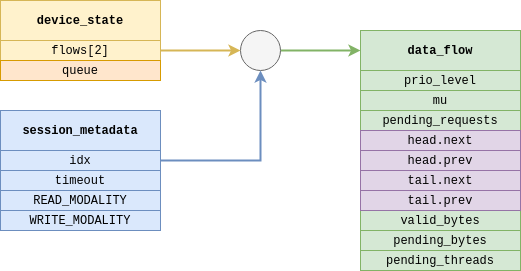 device_state
flows[2]
queue
session_metadata
idx
timeout
READ_MODALITY
WRITE_MODALITY
data_flow
prio_level
mu
pending_requests
head.next
head.prev
tail.next
tail.prev
valid_bytes
pending_bytes
pending_threads